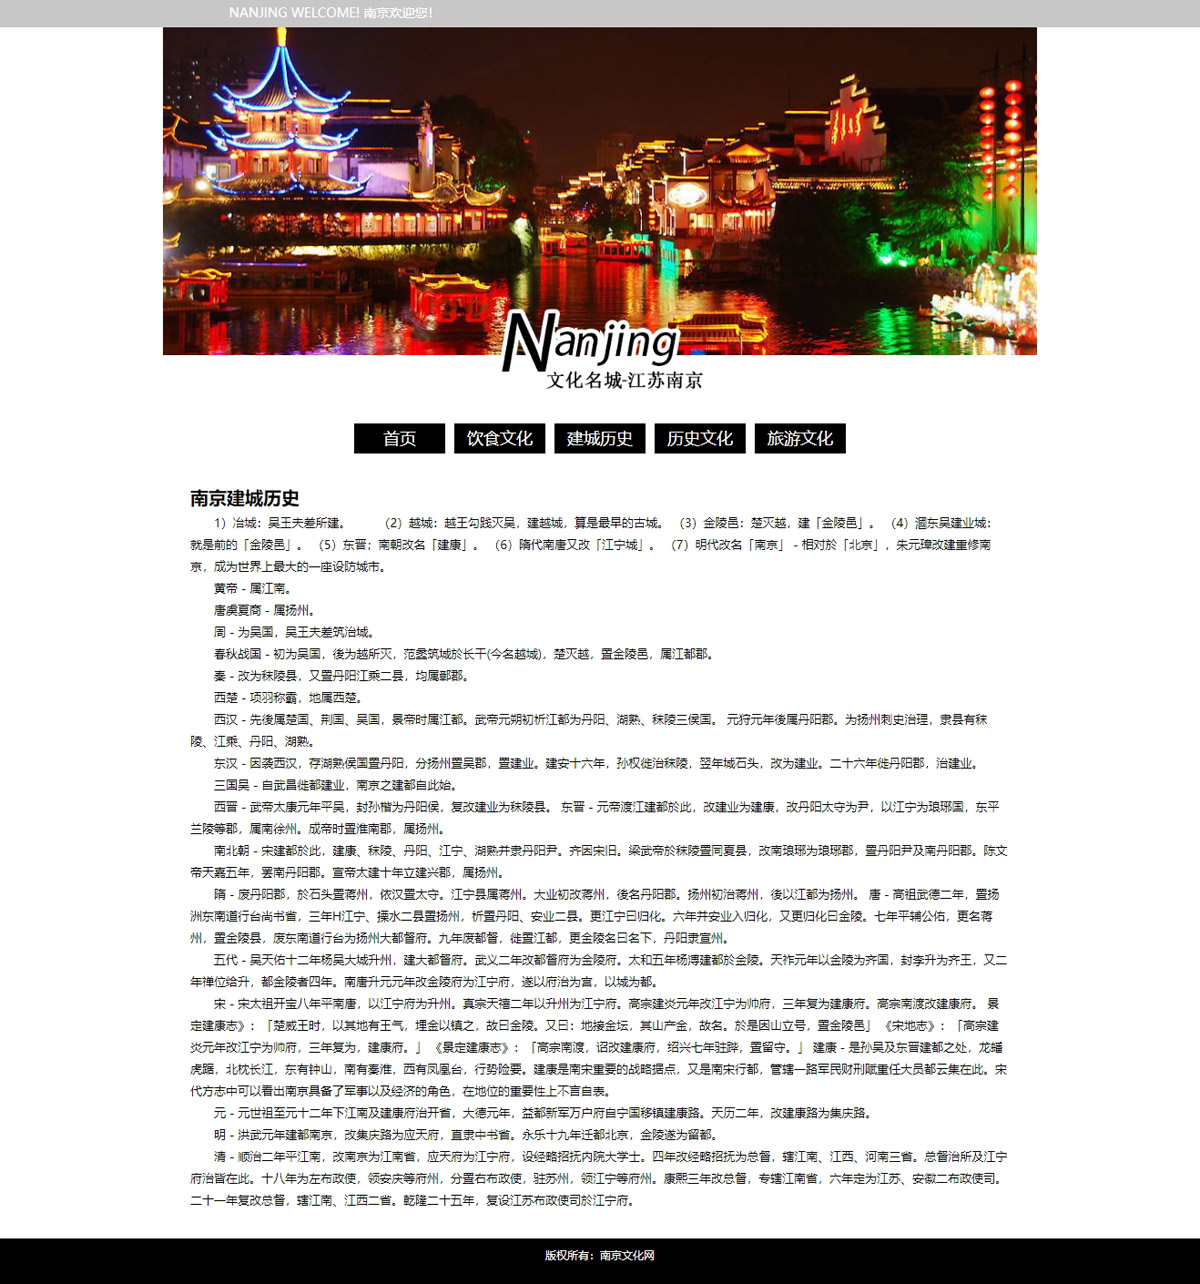 NANJING WELCOME! 南京欢迎您!
Nanjing
文化名城-江苏南京
首页 饮食文化 建城历史 历史文化 旅游文化
南京建城历史
1）冶城：吴王夫差所建。 （2）越城：越王勾践灭吴，建越城，算是最早的古城。 （3）金陵邑：楚灭越，建「金陵邑」。 （4）洇东吴建业城：
就是前的「金陵邑」。 （5）东晋；南朝改名「建康」。 （6）隋代南唐又改「江宁城」。 （7）明代改名「南京」 - 相对於「北京」，朱元璋改建重修南
京，成为世界上最大的一座设防城市。
黄帝 - 属江南。
唐虞夏商 - 属扬州。
周 - 为吴国，吴王夫差筑治城。
春秋战国 - 初为吴国，後为越所灭，范蠡筑城於长干(今名越城)，楚灭越，置金陵邑，属江都郡。
秦 - 改为秣陵县，又置丹阳江乘二县，均属鄣郡。
西楚 - 项羽称霸，地属西楚。
西汉 - 先後属楚国、荆国、吴国，景帝时属江都。武帝元朔初析江都为丹阳、湖熟、秣陵三侯国。 元狩元年後属丹阳郡。为扬州刺史治理，隶县有秣
陵、江乘、丹阳、湖熟。
东汉 - 因袭西汉，存湖熟侯国置丹阳，分扬州置吴郡，置建业。建安十六年，孙权徙治秣陵，翌年城石头，改为建业。二十六年徙丹阳郡，治建业。
三国吴 - 自武昌徙都建业，南京之建都自此始。
西晋 - 武帝太康元年平吴，封孙楷为丹阳侯，复改建业为秣陵县。 东晋 - 元帝渡江建都於此，改建业为建康，改丹阳太守为尹，以江宁为琅琊国，东平
兰陵等郡，属南徐州。成帝时置淮南郡，属扬州。
南北朝 - 宋建都於此，建康、秣陵、丹阳、江宁、湖熟并隶丹阳尹。齐因宋旧。梁武帝於秣陵置同夏县，改南琅琊为琅琊郡，置丹阳尹及南丹阳郡。陈文
帝天嘉五年，罢南丹阳郡。宣帝太建十年立建兴郡，属扬州。
隋 - 废丹阳郡，於石头置蒋州，依汉置太守。江宁县属蒋州。大业初改蒋州，後名丹阳郡。扬州初治蒋州，後以江都为扬州。 唐 - 高祖武德二年，置扬
洲东南道行台尚书省，三年H江宁、搡水二县置扬州，析置丹阳、安业二县。更江宁曰归化。六年并安业入归化，又更归化曰金陵。七年平辅公佑，更名蒋
州，置金陵县，废东南道行台为扬州大都督府。九年废都督，徙置江都，更金陵名曰名下，丹阳隶宣州。
五代 - 吴天佑十二年杨吴大城升州，建大都督府。武义二年改都督府为金陵府。太和五年杨溥建都於金陵。天祚元年以金陵为齐国，封李升为齐王，又二
年禅位给升，都金陵者四年。南唐升元元年改金陵府为江宁府，遂以府治为宫，以城为都。
宋 - 宋太祖开宝八年平南唐，以江宁府为升州。真宗天禧二年以升州为江宁府。高宗建炎元年改江宁为帅府，三年复为建康府。高宗南渡改建康府。 景
定建康志》：「楚威王时，以其地有王气，埋金以镇之，故曰金陵。又曰：地接金坛，其山产金，故名。於是因山立号，置金陵邑」 《宋地志》：「高宗建
炎元年改江宁为帅府，三年复为，建康府。」 《景定建康志》：「高宗南渡，诏改建康府，绍兴七年驻跸，置留守。」 建康 - 是孙吴及东晋建都之处，龙蟠
虎踞，北枕长江，东有钟山，南有秦淮，西有凤凰台，行势险要。建康是南宋重要的战略据点，又是南宋行都，管辖一路军民财刑赋重任大员都云集在此。宋
代方志中可以看出南京具备了军事以及经济的角色，在地位的重要性上不言自表。
元 - 元世祖至元十二年下江南及建康府治开省，大德元年，益都新军万户府自宁国移镇建康路。天历二年，改建康路为集庆路。
明 - 洪武元年建都南京，改集庆路为应天府，直隶中书省。永乐十九年迁都北京，金陵遂为留都。
清 - 顺治二年平江南，改南京为江南省，应天府为江宁府，设经略招抚内院大学士。四年改经略招抚为总督，辖江南、江西、河南三省。总督治所及江宁
府治皆在此。十八年为左布政使，领安庆等府州，分置右布政使，驻苏州，领江宁等府州。康熙三年改总督，专辖江南省，六年定为江苏、安徽二布政使司。
二十一年复改总督，辖江南、江西二省。乾隆二十五年，复设江苏布政使司於江宁府。
版权所有：南京文化网